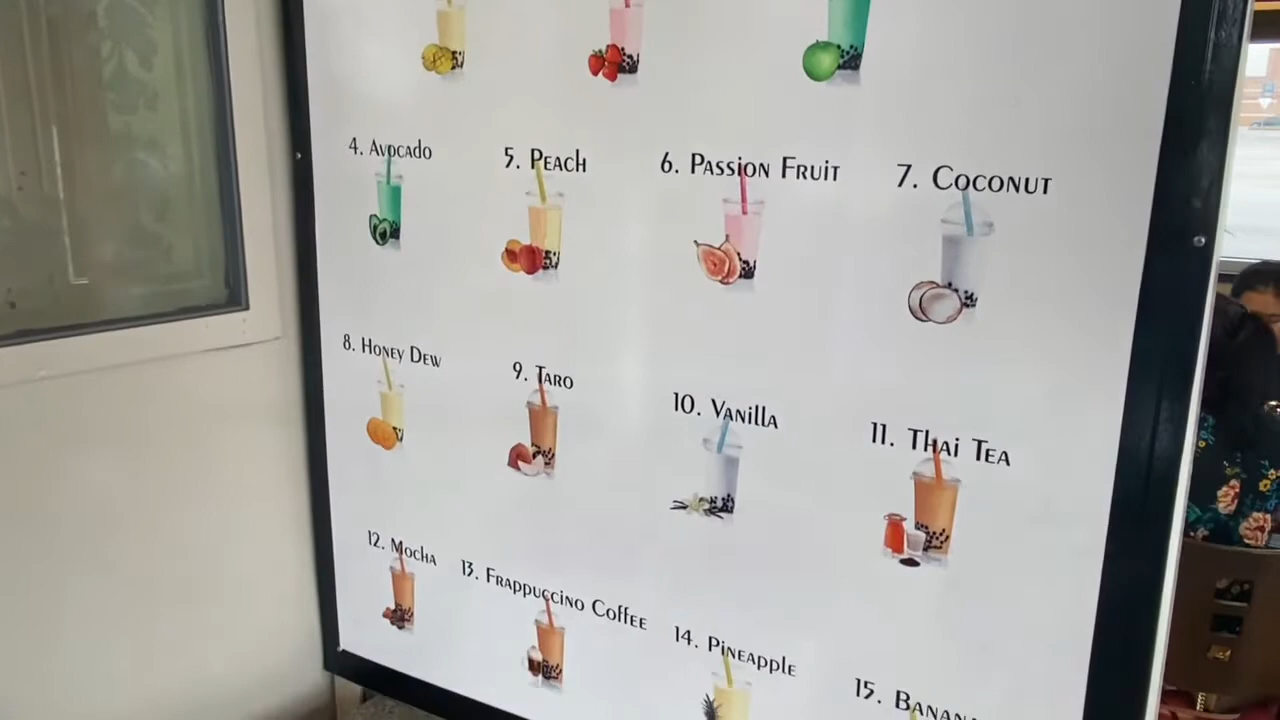 4. Avocado
5. Peach
6. Passion Fruit
7. Coconut
8. Honey Dew
9. Taro
10. Vanilla
11. Thai Tea
12. Mocha
13. Frappuccino Coffee
14. Pineapple
15. Banana